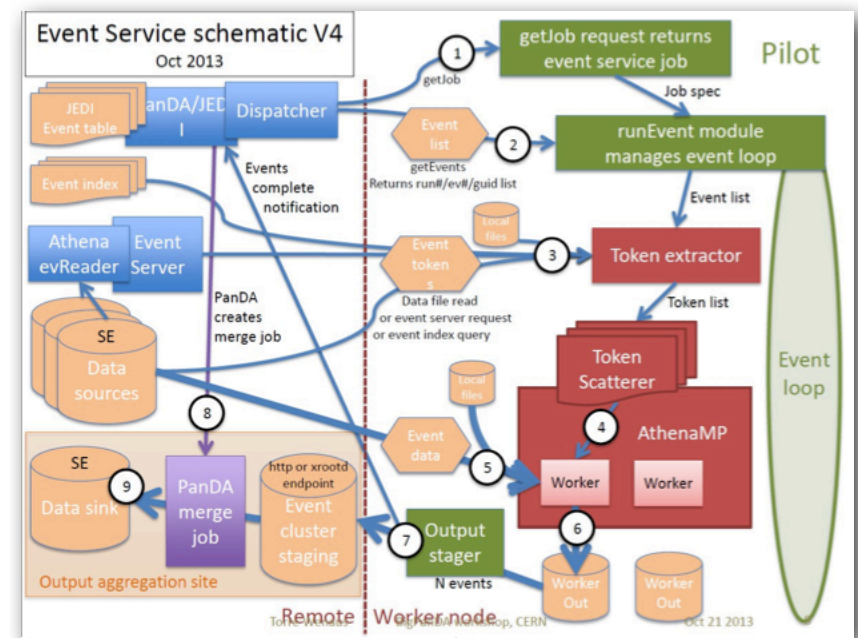 Event Service schematic V4
Oct 2013
1
getJob
getJob request returns
event service job
Pilot
Job spec
JEDI
Event table
anDA/JED
I
Dispatcher
Event
list
2
getEvents
Returns run#/ev#/guid list
runEvent module
manages event loop
Event list
Events
complete
notification
Event index
Local
files
3
Token extractor
Athena
evReader
Event
Server
Event
token
s
Data file read
or event server request
or event index query
Token list
PanDA
creates
merge job
SE
Data
sources
Token
Scatterer
Event
loop
Local
files
4
AthenaMP
8
Event
data
5
Worker
Worker
SE
Data sink
9
PanDA
merge
job
http or xrootd
endpoint
Event
cluster
staging
7
Output
stager
6
N events
Worker
Out
Worker
Out
Output aggregation site
Remote
Worker node
workshop, CERN
Oct 21 2013